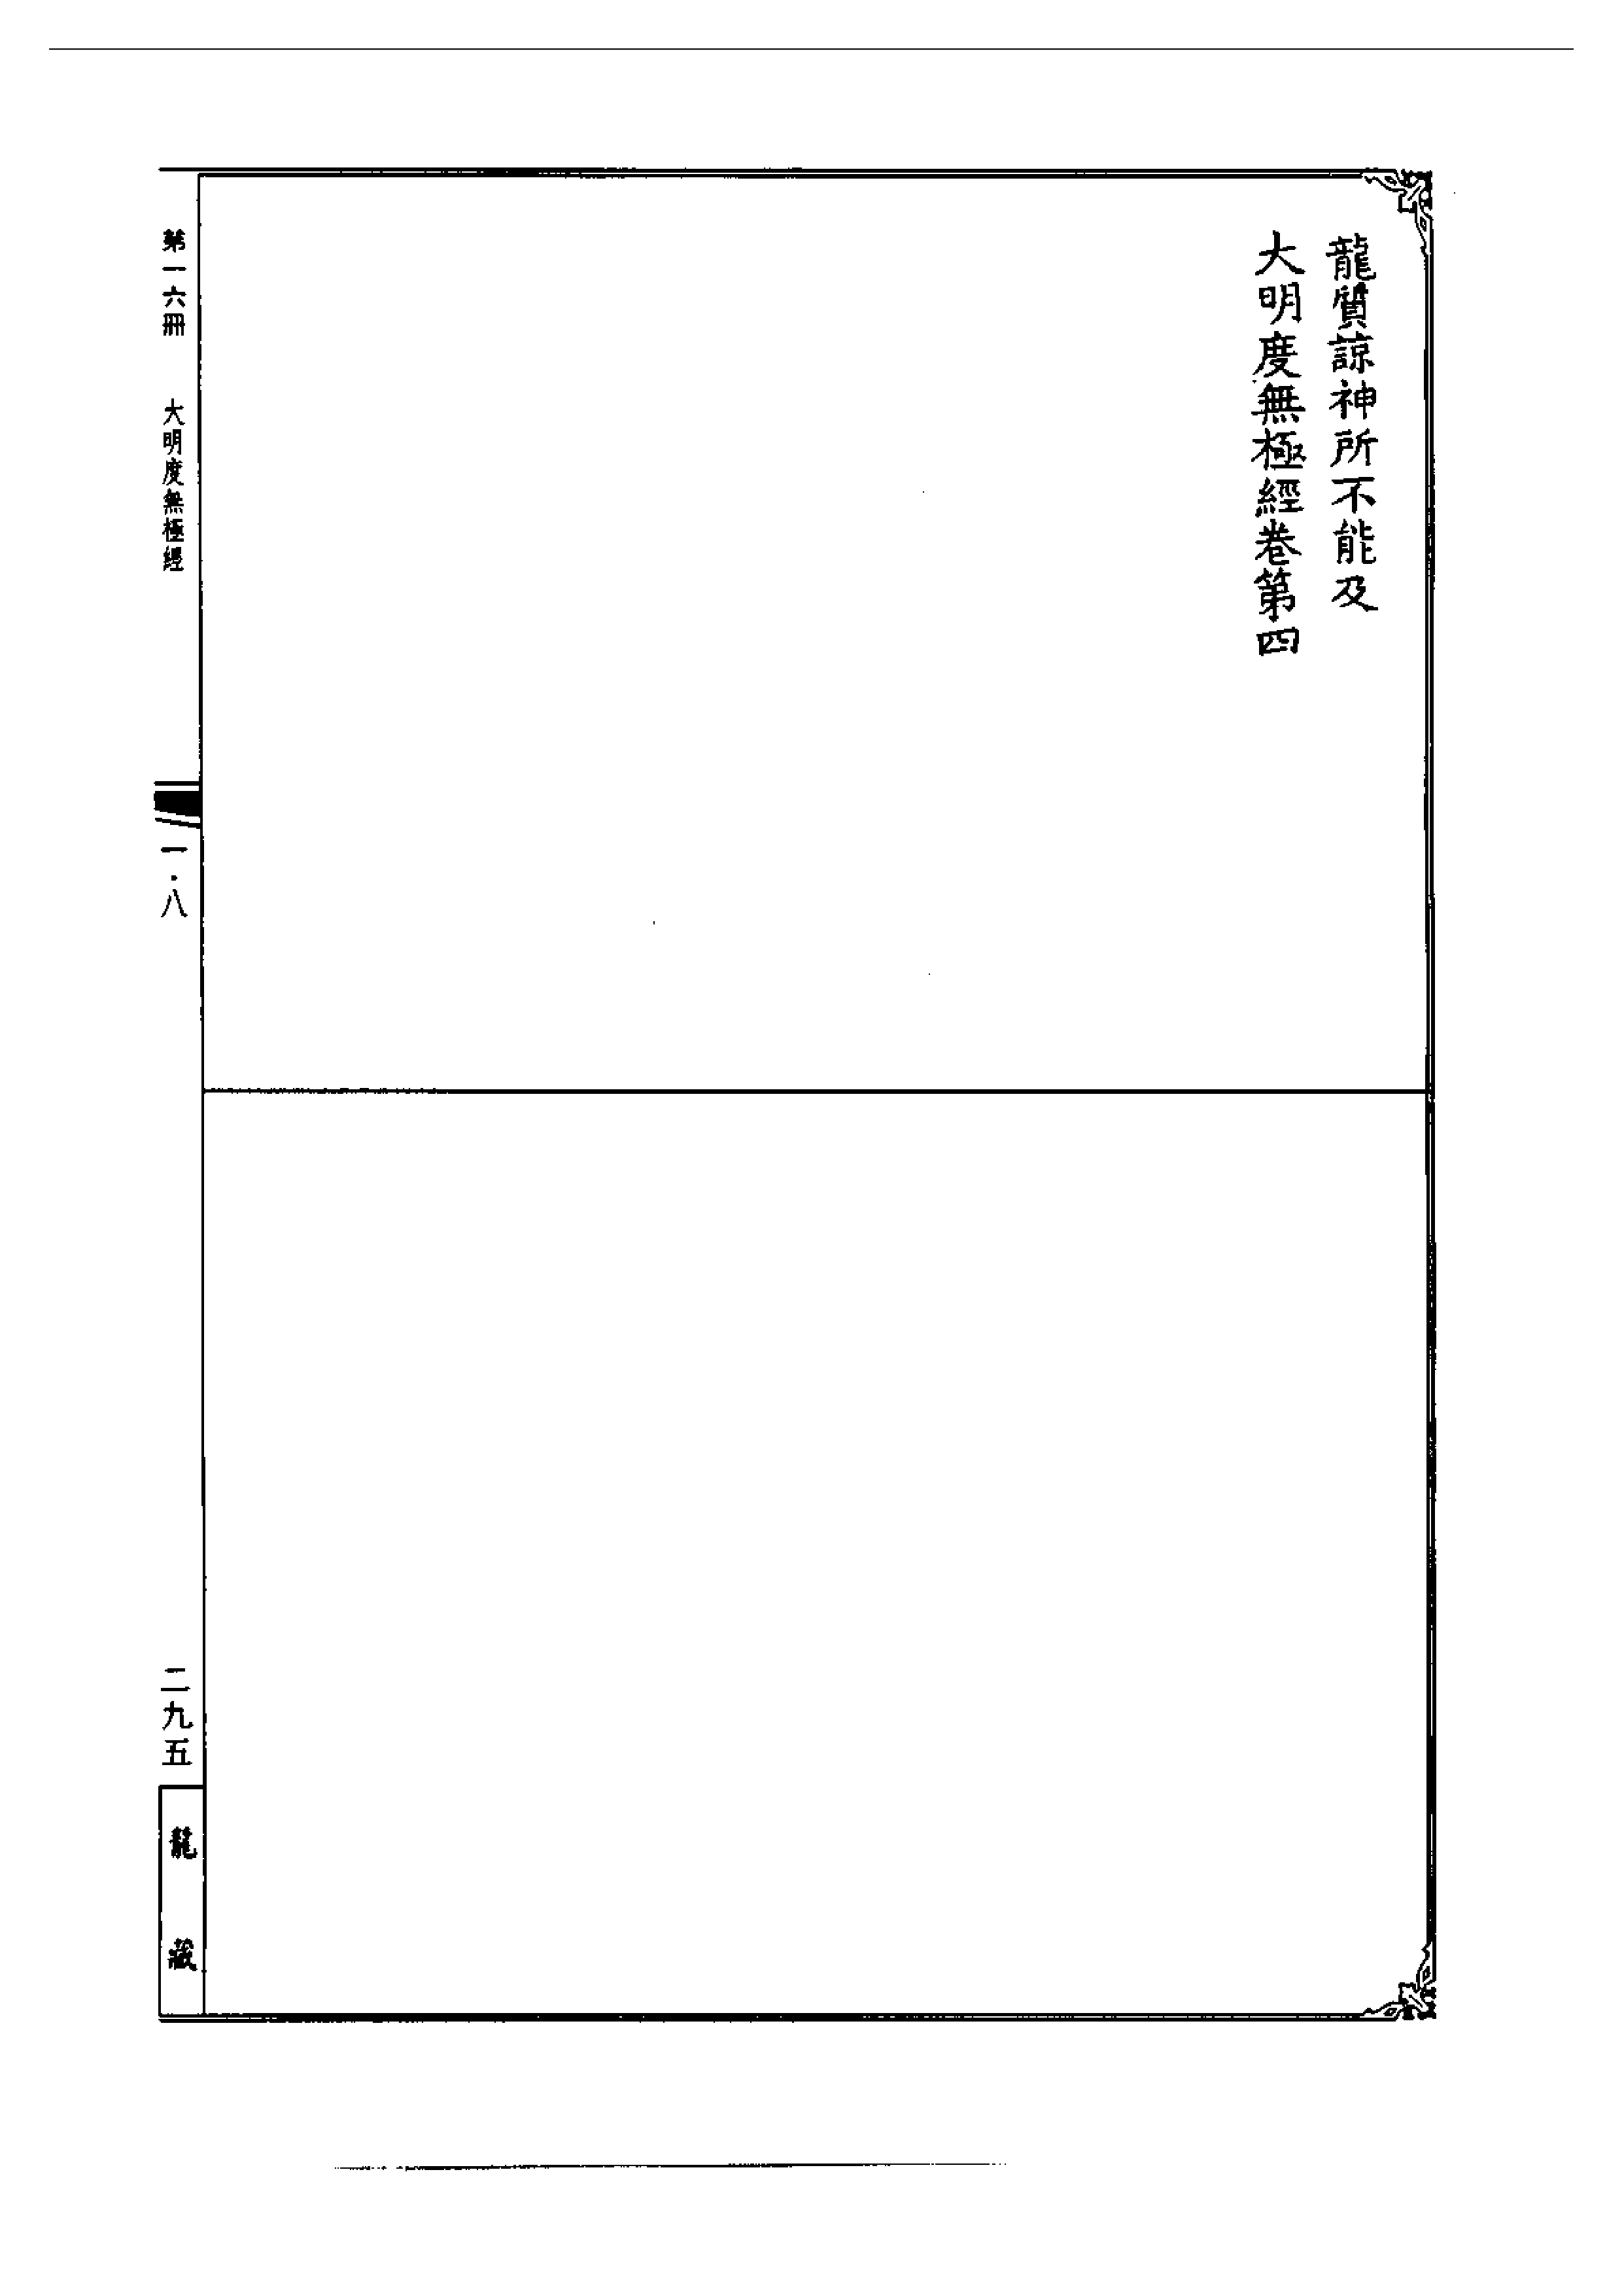 龍質諒神所不能及
大明度無極經卷第四
第一六冊 大明度無極經
一·八
二九五
龍藏